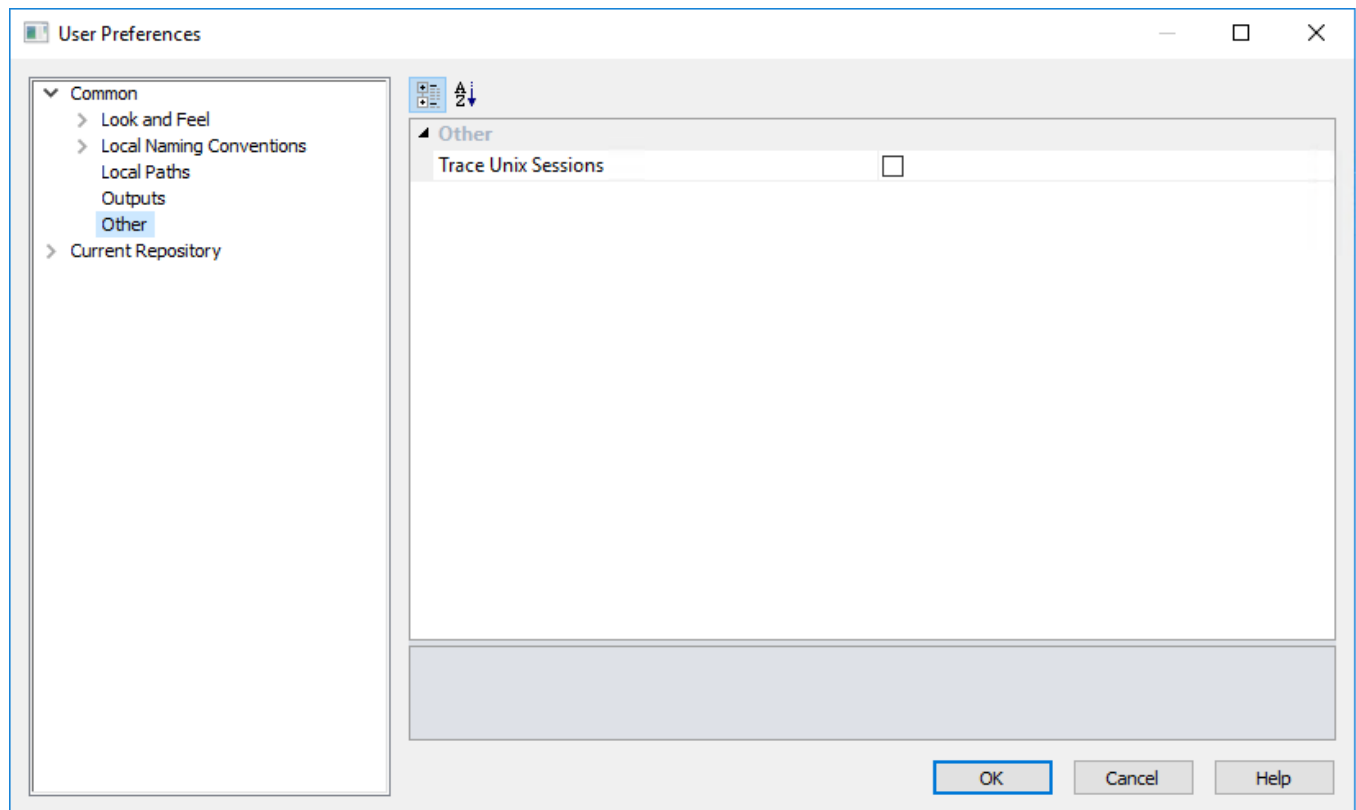 User Preferences
Common
Look and Feel
Local Naming Conventions
Local Paths
Outputs
Other
Current Repository
A
Z
Other
Trace Unix Sessions
OK
Cancel
Help